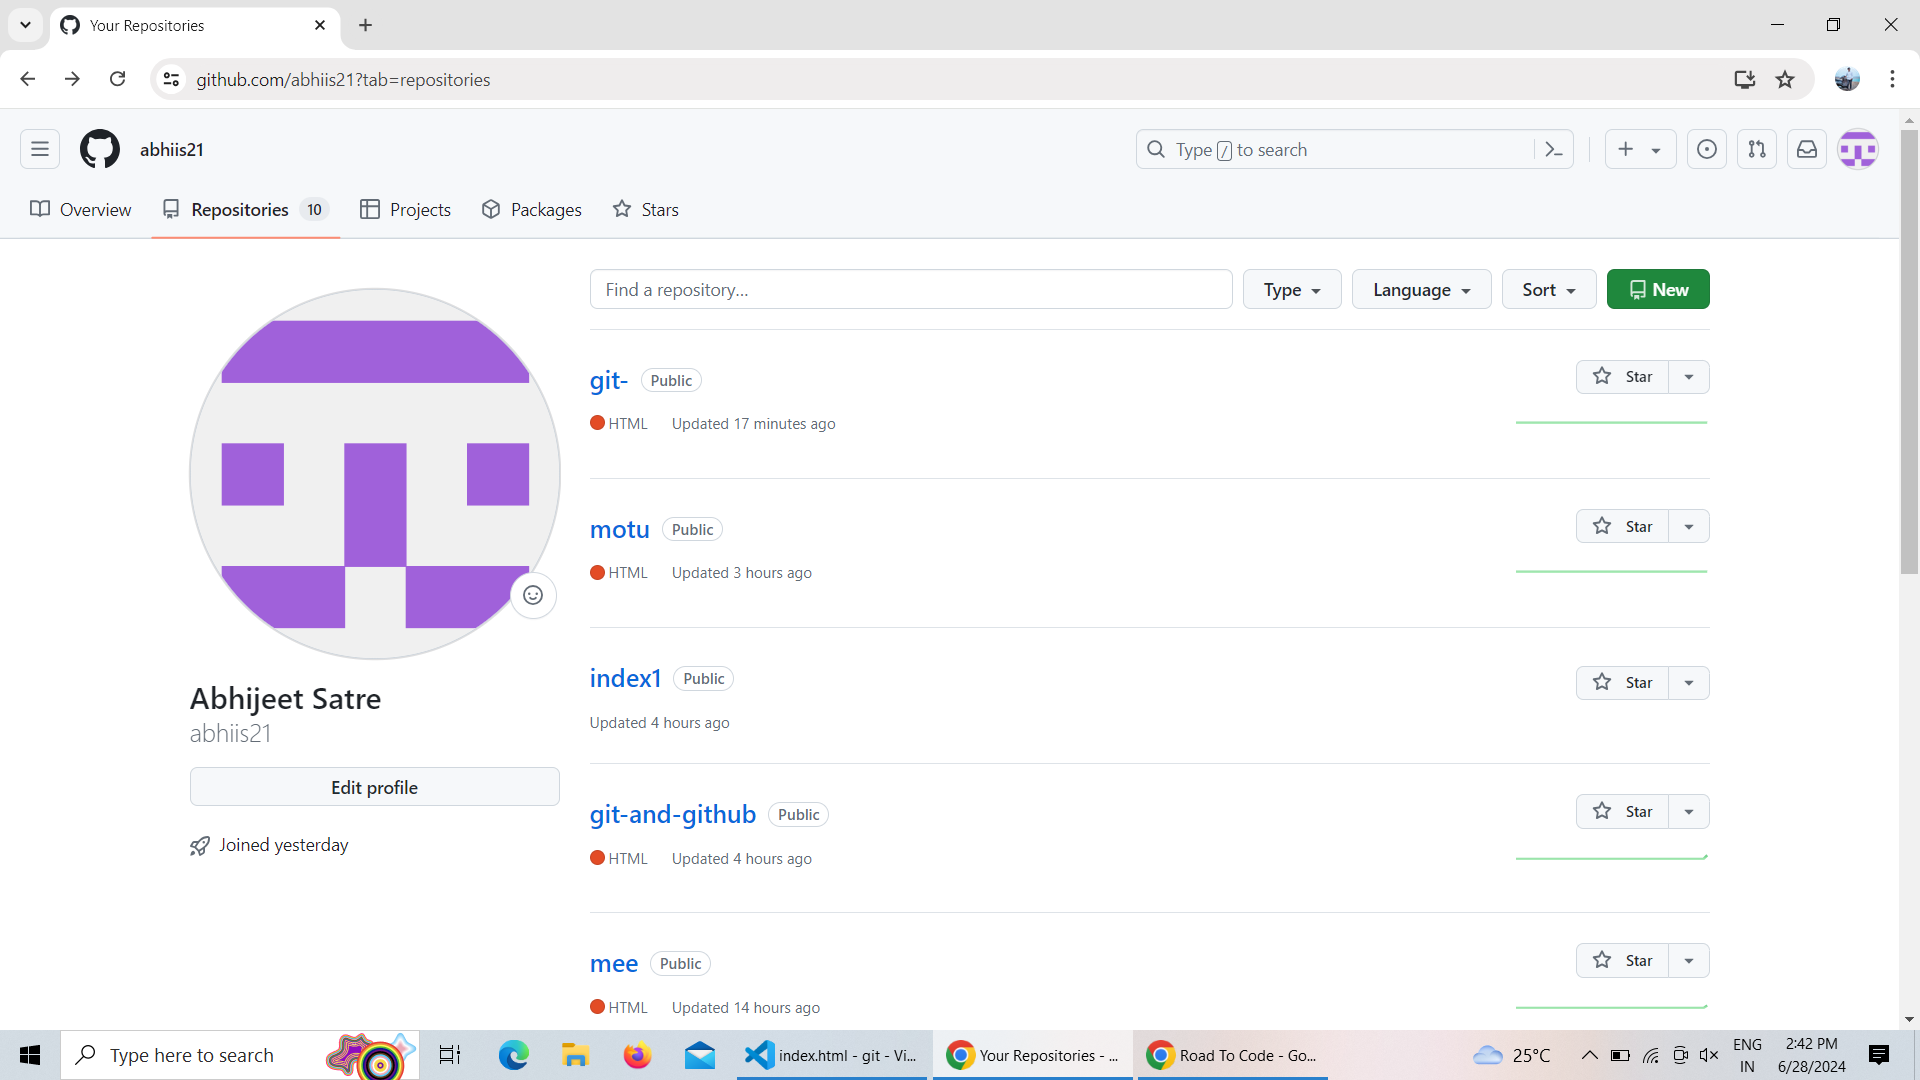 Your Repositories
github.com/abhiis21?tab=repositories
abhiis21
Type / to search
Overview
Repositories 10
Projects
Packages
Stars
Find a repository...
Type
Language
Sort
New
git- Public
Star
HTML Updated 17 minutes ago
motu Public
Star
HTML Updated 3 hours ago
index1 Public
Star
Updated 4 hours ago
git-and-github Public
Star
HTML Updated 4 hours ago
mee Public
Star
HTML Updated 14 hours ago
Abhijeet Satre
abhiis21
Edit profile
Joined yesterday
Type here to search
index.html - git - Vi...
Your Repositories - ...
Road To Code - Go...
25°C
ENG
IN
2:42 PM
6/28/2024